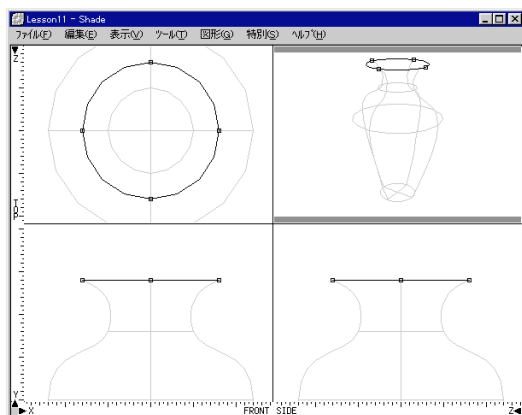 Lesson11 - Shade
ファイル(F) 編集(E) 表示(V) ツール(T) 図形(G) 特別(S) ヘルプ(H)
Z
TOP
Y
X FRONT SIDE Z